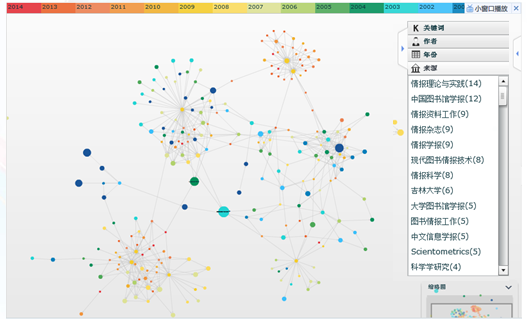 2014 2013 2012 2011 2010 2009 2008 2007 2006 2005 2004 2003 2002 小窗口播放
K 关键词
作者
年份
来源
情报理论与实践(14)
中国图书馆学报(12)
情报资料工作(9)
情报杂志(9)
情报学报(9)
现代图书情报技术(8)
情报科学(8)
吉林大学(6)
大学图书馆学报(5)
图书情报工作(5)
中文信息学报(5)
Scientometrics(5)
科学学研究(4)
缩略图